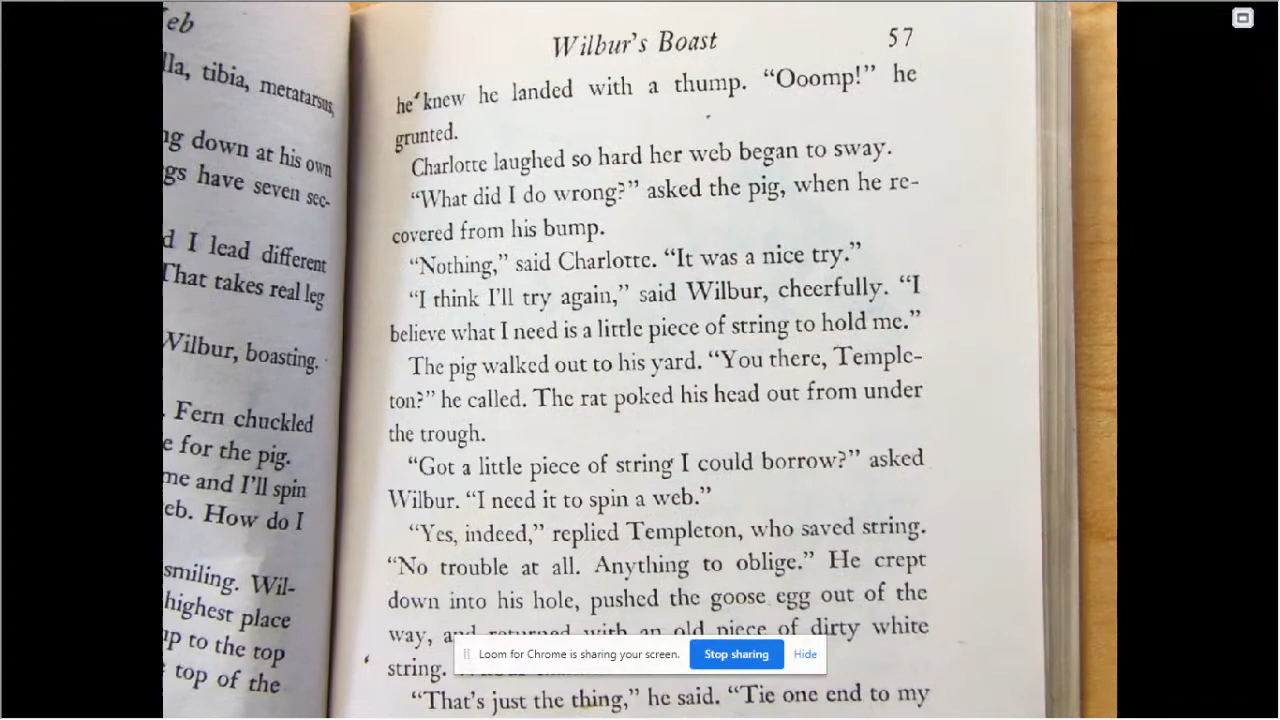 eb
lla, tibia, metatarsus,
ng down at his own
gs have seven sec-
d I lead different
That takes real leg
Wilbur, boasting.
. Fern chuckled
e for the pig.
me and I'll spin
eb. How do I
smiling. Wil-
highest place
up to the top
top of the
Wilbur's Boast 57
he knew he landed with a thump. “Ooomp!” he
grunted.
Charlotte laughed so hard her web began to sway.
“What did I do wrong?” asked the pig, when he re-
covered from his bump.
“Nothing,” said Charlotte. “It was a nice try.”
“I think I'll try again,” said Wilbur, cheerfully. “I
believe what I need is a little piece of string to hold me.”
The pig walked out to his yard. “You there, Temple-
ton?” he called. The rat poked his head out from under
the trough.
“Got a little piece of string I could borrow?” asked
Wilbur. “I need it to spin a web.”
“Yes, indeed,” replied Templeton, who saved string.
“No trouble at all. Anything to oblige.” He crept
down into his hole, pushed the goose egg out of the
way, and returned with an old piece of dirty white
string.
“That's just the thing,” he said. “Tie one end to my
Loom for Chrome is sharing your screen. Stop sharing Hide